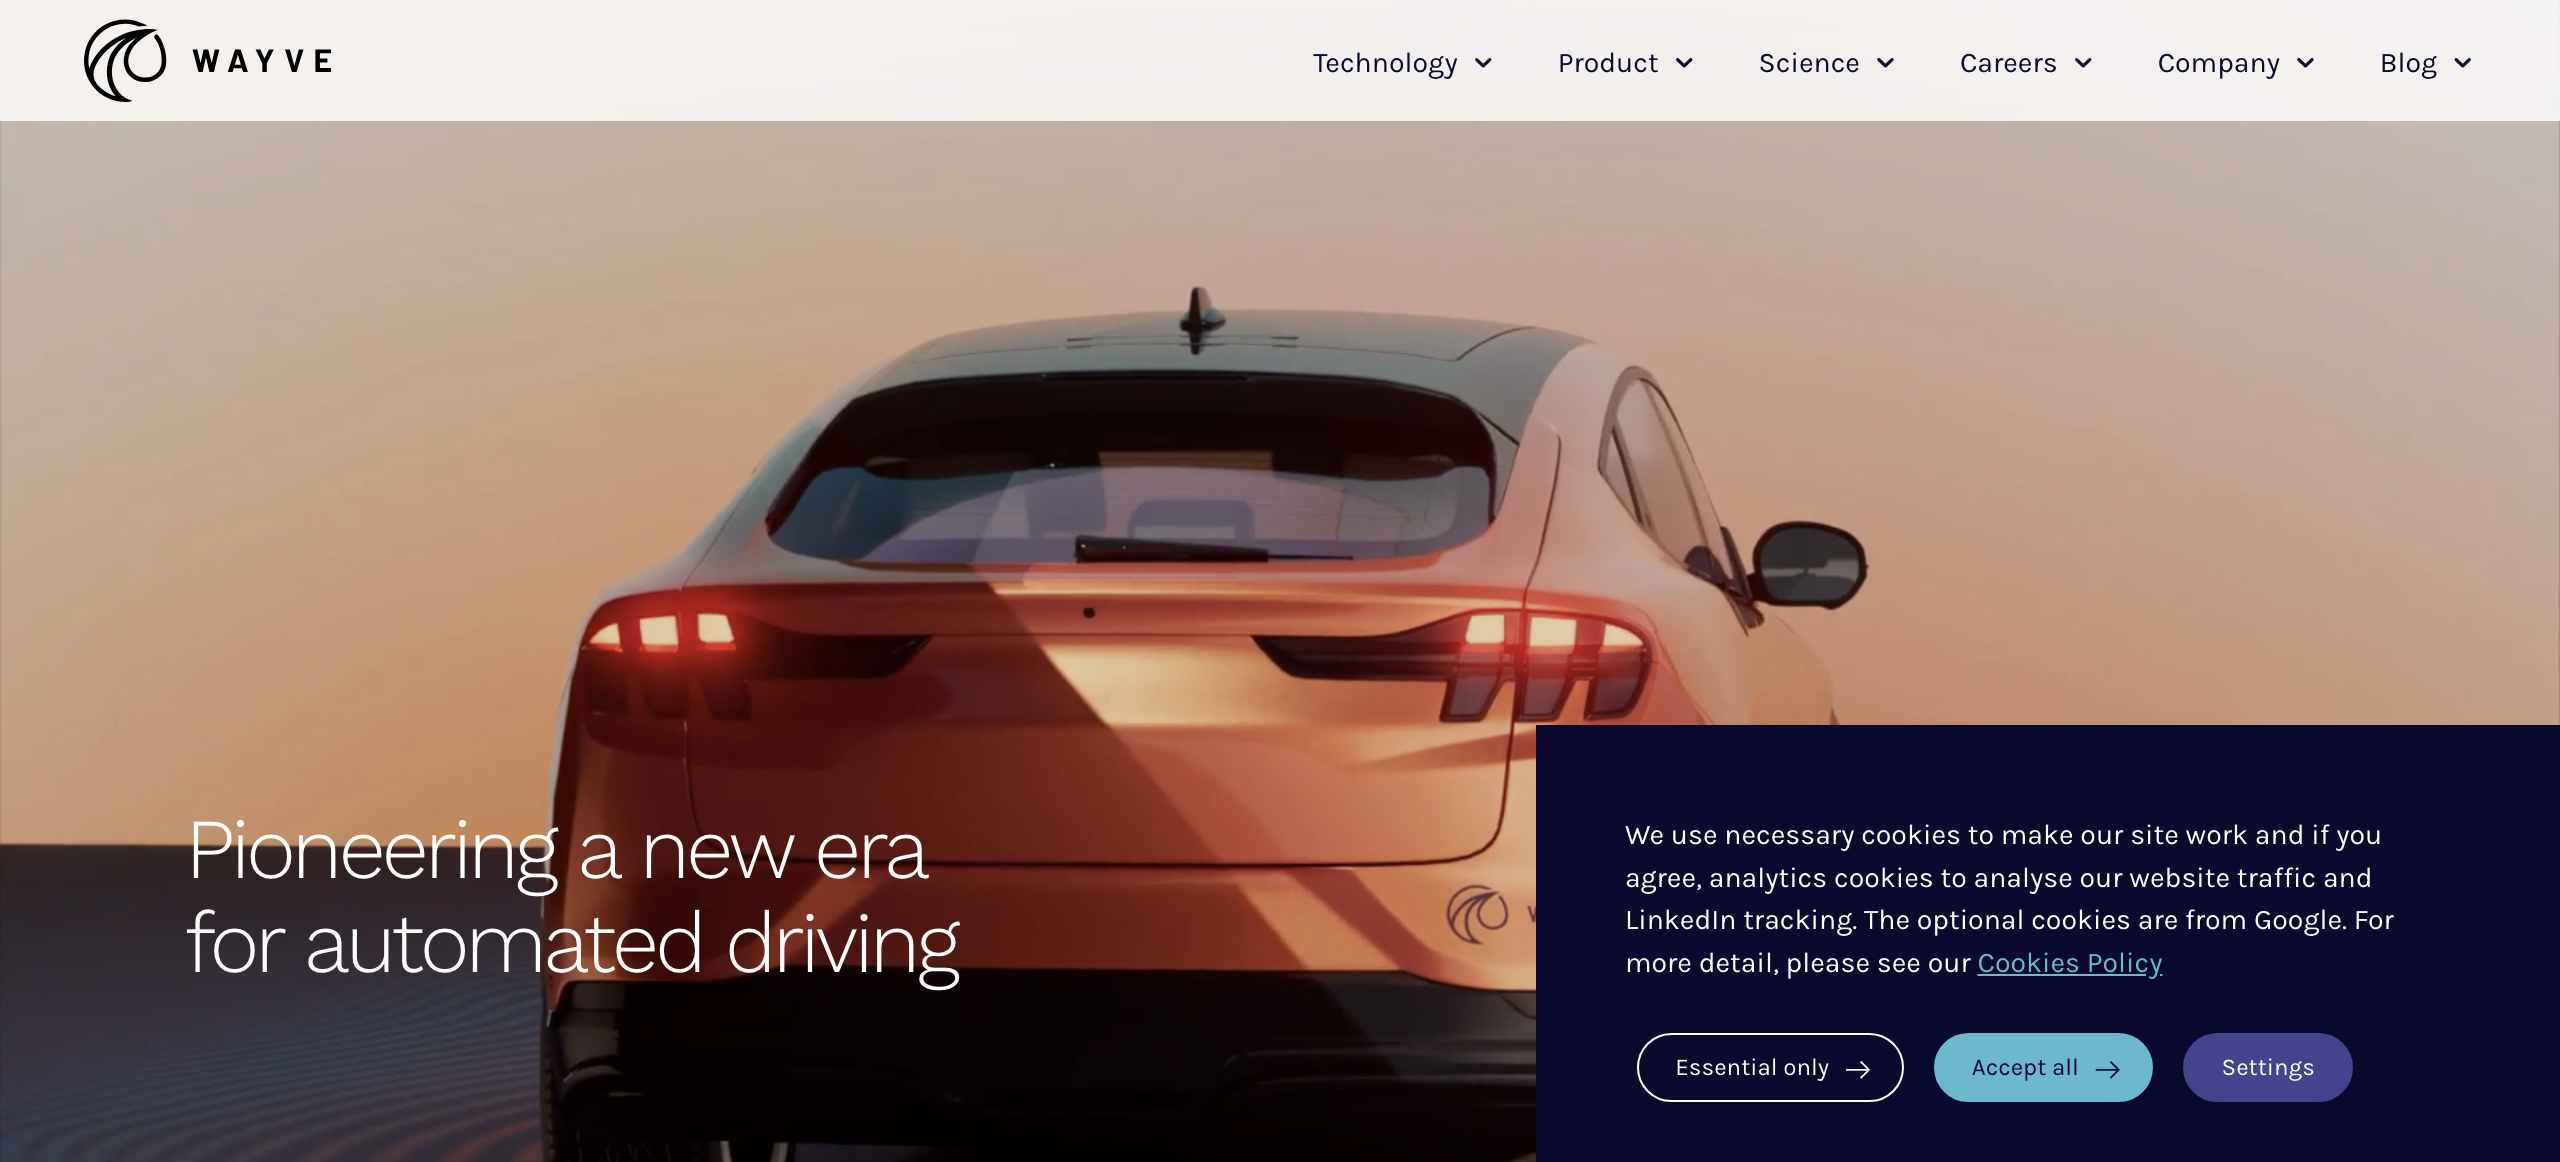 WAYVE
Technology
Product
Science
Careers
Company
Blog
Pioneering a new era
for automated driving
We use necessary cookies to make our site work and if you
agree, analytics cookies to analyse our website traffic and
LinkedIn tracking. The optional cookies are from Google. For
more detail, please see our Cookies Policy
Essential only →
Accept all →
Settings